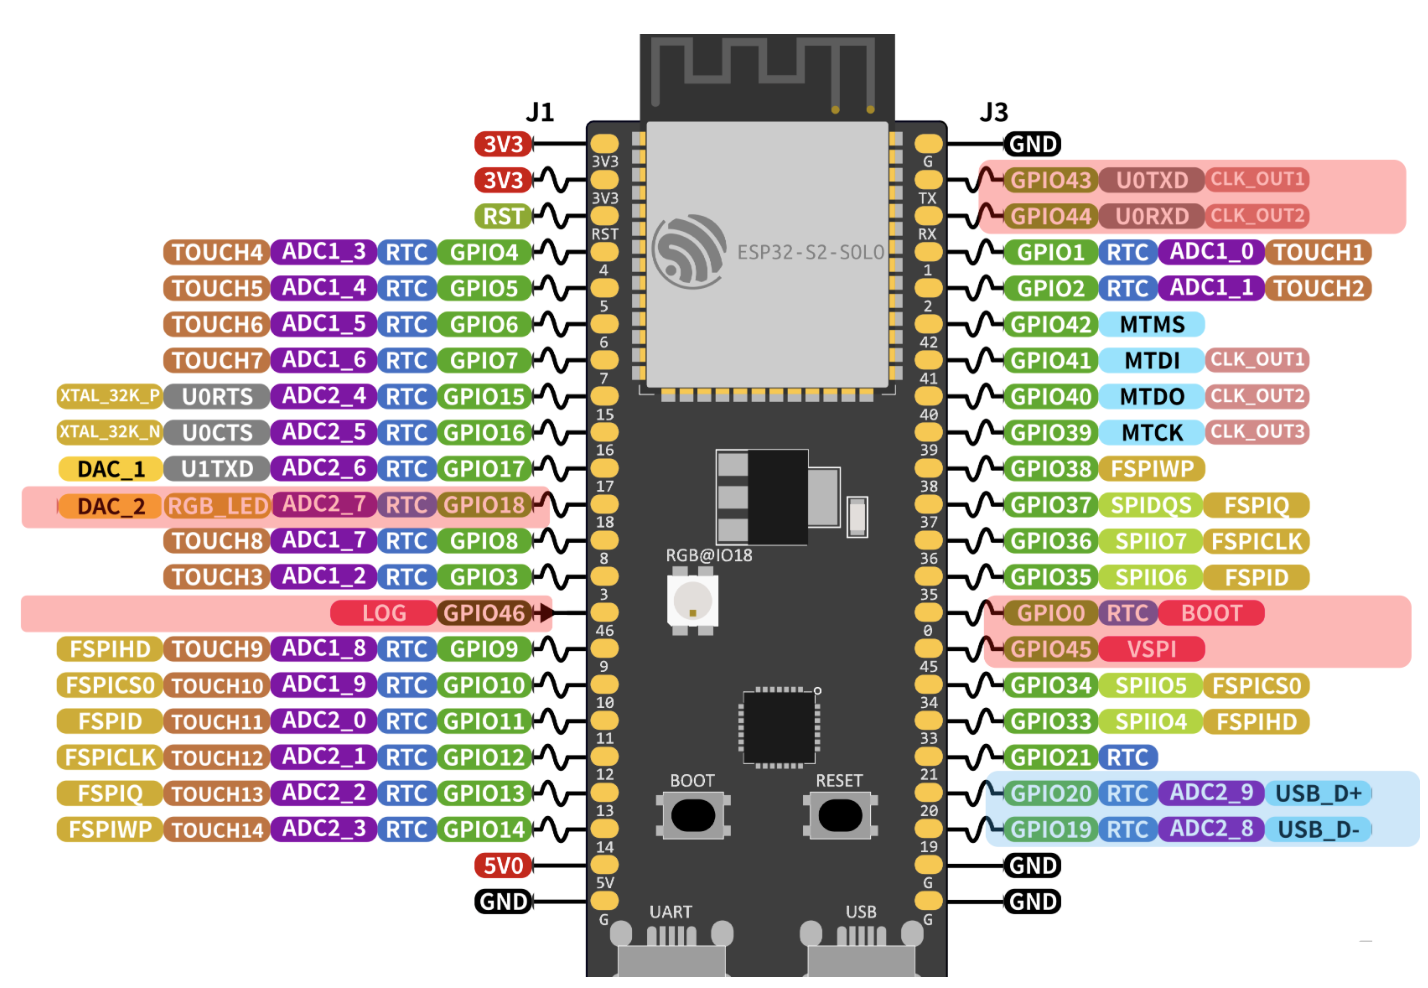 J1
J3
3V3 3V3 G GND
3V3 3V3 TX GPIO43 U0TXD CLK_OUT1
RST RST RX GPIO44 U0RXD CLK_OUT2
ESP32-S2-SOLO
TOUCH4 ADC1_3 RTC GPIO4 4 1 GPIO1 RTC ADC1_0 TOUCH1
TOUCH5 ADC1_4 RTC GPIO5 5 2 GPIO2 RTC ADC1_1 TOUCH2
TOUCH6 ADC1_5 RTC GPIO6 6 42 GPIO42 MTMS
TOUCH7 ADC1_6 RTC GPIO7 7 41 GPIO41 MTDI CLK_OUT1
XTAL_32K_P U0RTS ADC2_4 RTC GPIO15 15 40 GPIO40 MTDO CLK_OUT2
XTAL_32K_N U0CTS ADC2_5 RTC GPIO16 16 39 GPIO39 MTCK CLK_OUT3
DAC_1 U1TXD ADC2_6 RTC GPIO17 17 38 GPIO38 FSPIWP
DAC_2 RGB_LED ADC2_7 RTC GPIO18 18 37 GPIO37 SPIDQS FSPIQ
TOUCH8 ADC1_7 RTC GPIO8 8 36 GPIO36 SPIIO7 FSPICLK
RGB@IO18
TOUCH3 ADC1_2 RTC GPIO3 3 35 GPIO35 SPIIO6 FSPID
LOG GPIO46 46 0 GPIO0 RTC BOOT
FSPIHD TOUCH9 ADC1_8 RTC GPIO9 9 45 GPIO45 VSPI
FSPICS0 TOUCH10 ADC1_9 RTC GPIO10 10 34 GPIO34 SPIIO5 FSPICS0
FSPID TOUCH11 ADC2_0 RTC GPIO11 11 33 GPIO33 SPIIO4 FSPIHD
FSPICLK TOUCH12 ADC2_1 RTC GPIO12 12 21 GPIO21 RTC
BOOT RESET
FSPIQ TOUCH13 ADC2_2 RTC GPIO13 13 20 GPIO20 RTC ADC2_9 USB_D+
FSPIWP TOUCH14 ADC2_3 RTC GPIO14 14 19 GPIO19 RTC ADC2_8 USB_D-
5V0 5V G GND
GND G G GND
UART USB